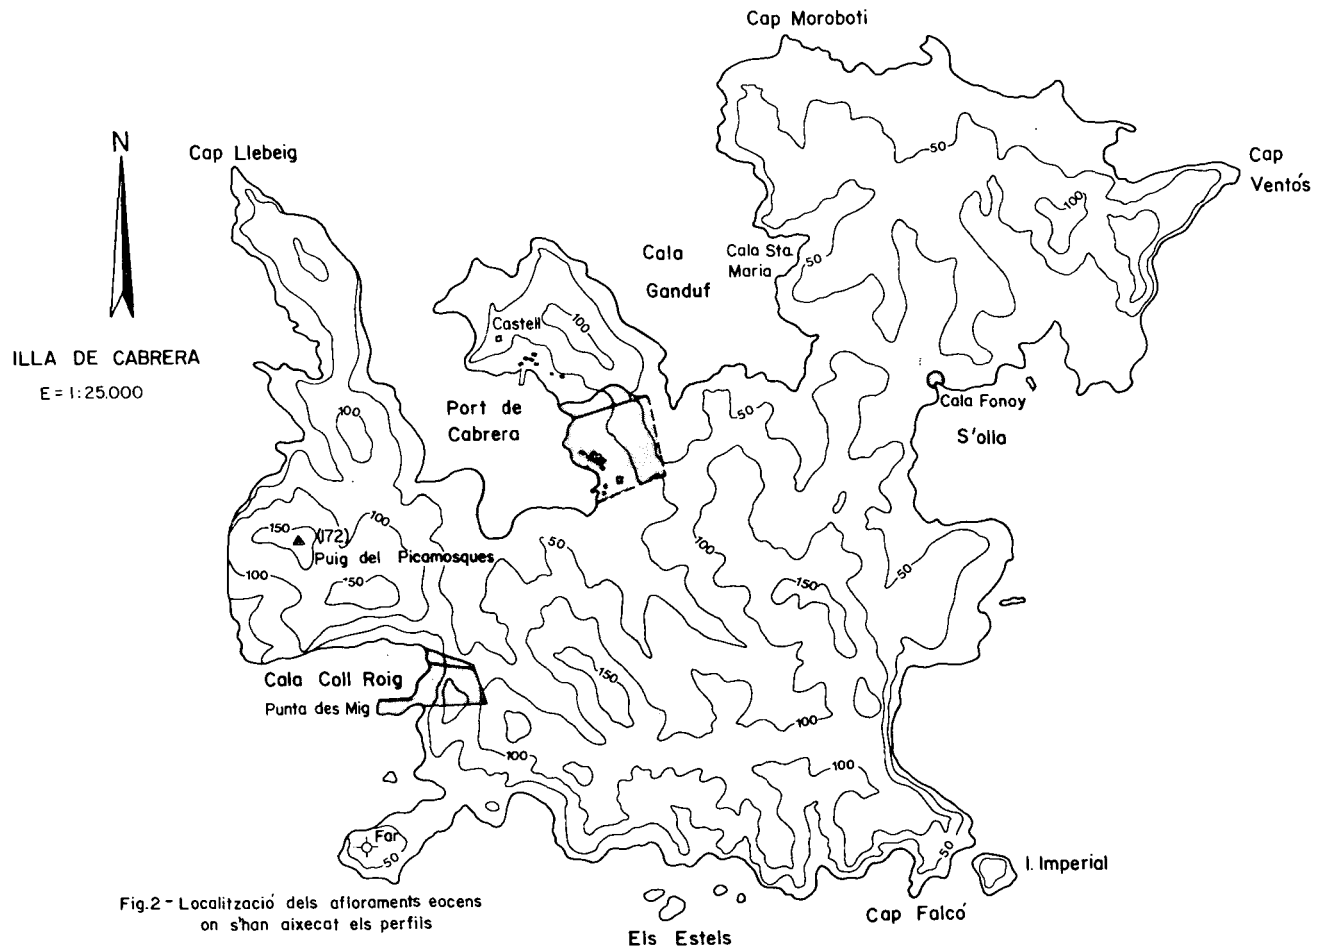 Cap Moroboti
N
Cap Llebeig
Cap
Ventós
50
100
Cala
Ganduf
Cala Sta.
Maria
50
Castell
100
ILLA DE CABRERA
E = 1:25.000
Port de
Cabrera
Cala Fonoy
S'olla
50
100
150
(172)
Puig del Picamosques
100
100
150
50
100
150
50
150
Cala Coll Roig
Punta des Mig
100
100
100
Far
50
50
I. Imperial
Fig.2 - Localització dels afloraments eocens
on s'han aixecat els perfils
Cap Falcó
Els Estels